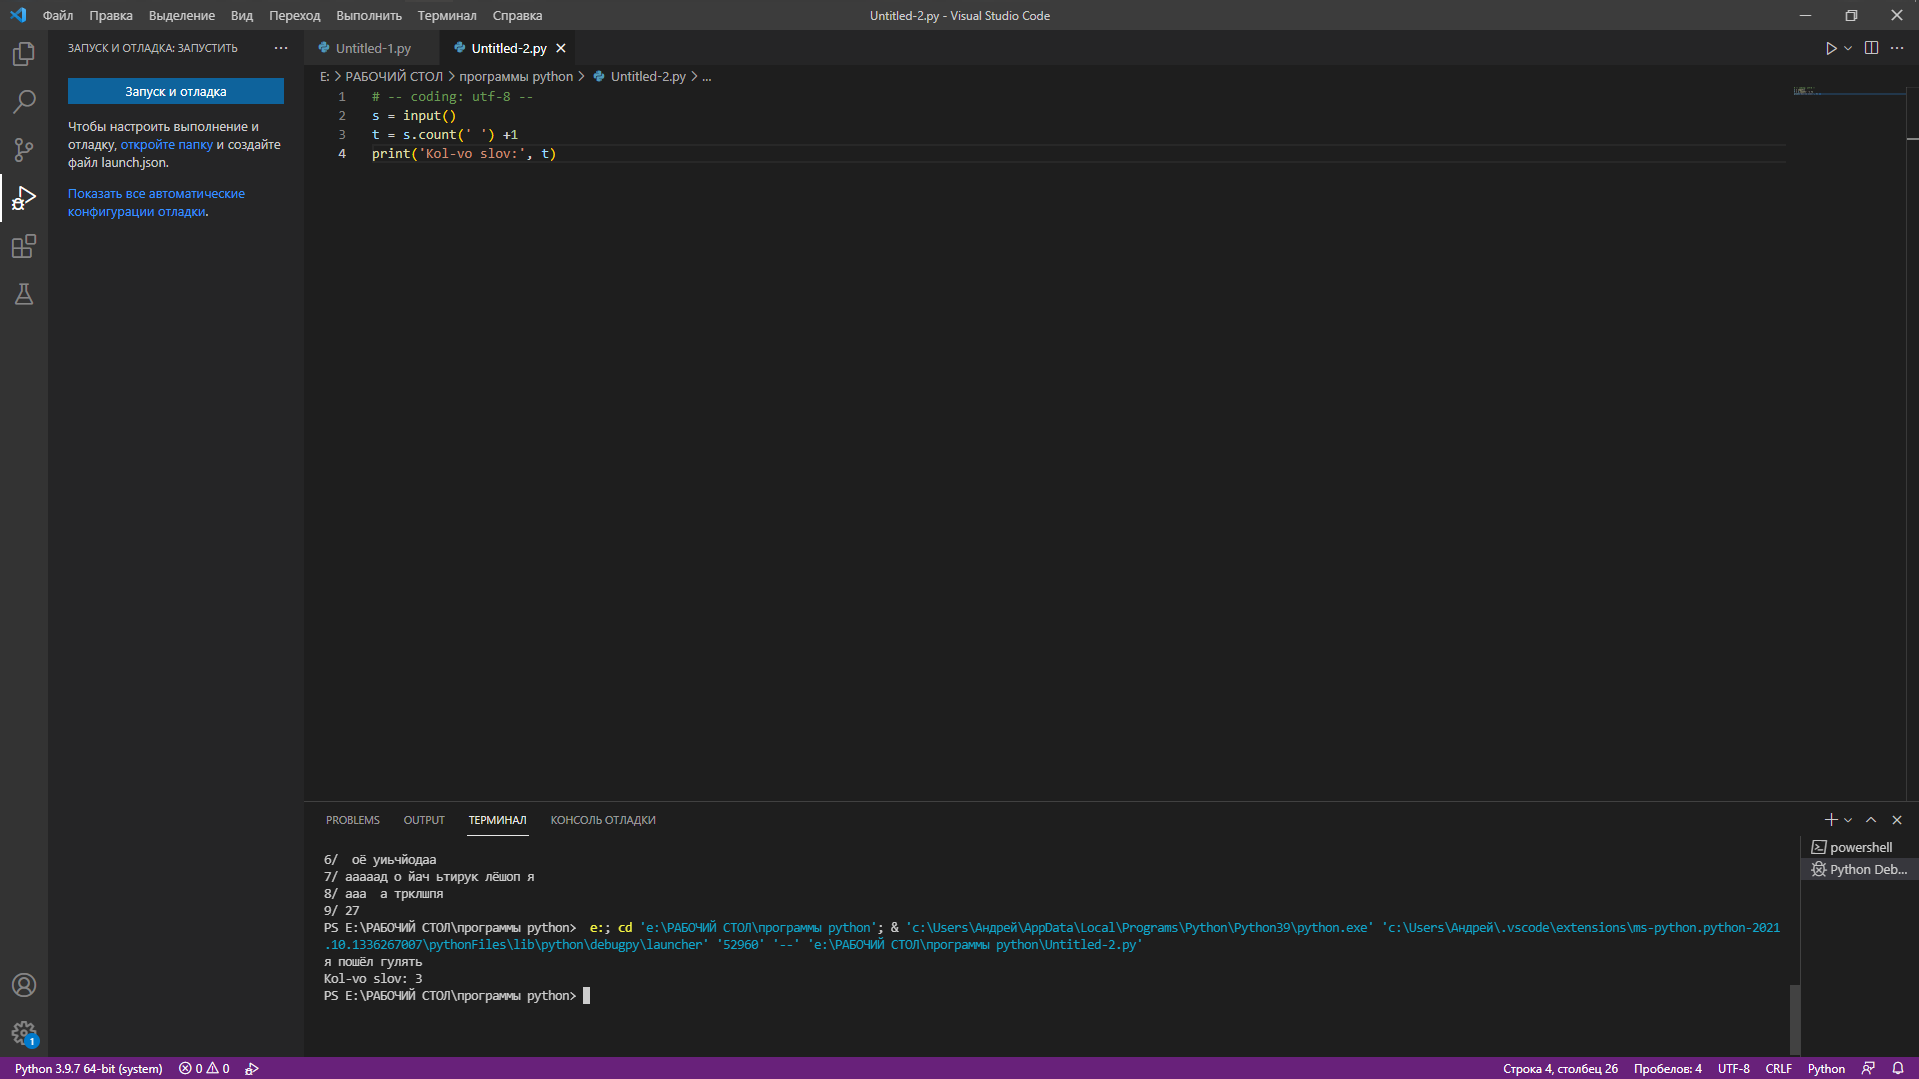 Файл Правка Выделение Вид Переход Выполнить Терминал Справка
Untitled-2.py - Visual Studio Code
ЗАПУСК И ОТЛАДКА: ЗАПУСТИТЬ
Запуск и отладка
Чтобы настроить выполнение и
отладку, откройте папку и создайте
файл launch.json.
Показать все автоматические
конфигурации отладки.
Untitled-1.py Untitled-2.py
E: > РАБОЧИЙ СТОЛ > программы python > Untitled-2.py > ...
1 # -- coding: utf-8 --
2 s = input()
3 t = s.count(' ') +1
4 print('Kol-vo slov:', t)
PROBLEMS OUTPUT ТЕРМИНАЛ КОНСОЛЬ ОТЛАДКИ
6/  оё уиьчйодаа
7/ аааaад о йач ьтирук лёшоп я
8/ ааа  а трклшпя
9/ 27
PS E:\РАБОЧИЙ СТОЛ\программы python>  e:; cd 'e:\РАБОЧИЙ СТОЛ\программы python'; & 'c:\Users\Андрей\AppData\Local\Programs\Python\Python39\python.exe' 'c:\Users\Андрей\.vscode\extensions\ms-python.python-2021
.10.1336267007\pythonFiles\lib\python\debugpy\launcher' '52960' '--' 'e:\РАБОЧИЙ СТОЛ\программы python\Untitled-2.py'
я пошёл гулять
Kol-vo slov: 3
PS E:\РАБОЧИЙ СТОЛ\программы python>
powershell
Python Deb...
1
Python 3.9.7 64-bit (system) 0 0
Строка 4, столбец 26 Пробелов: 4 UTF-8 CRLF Python